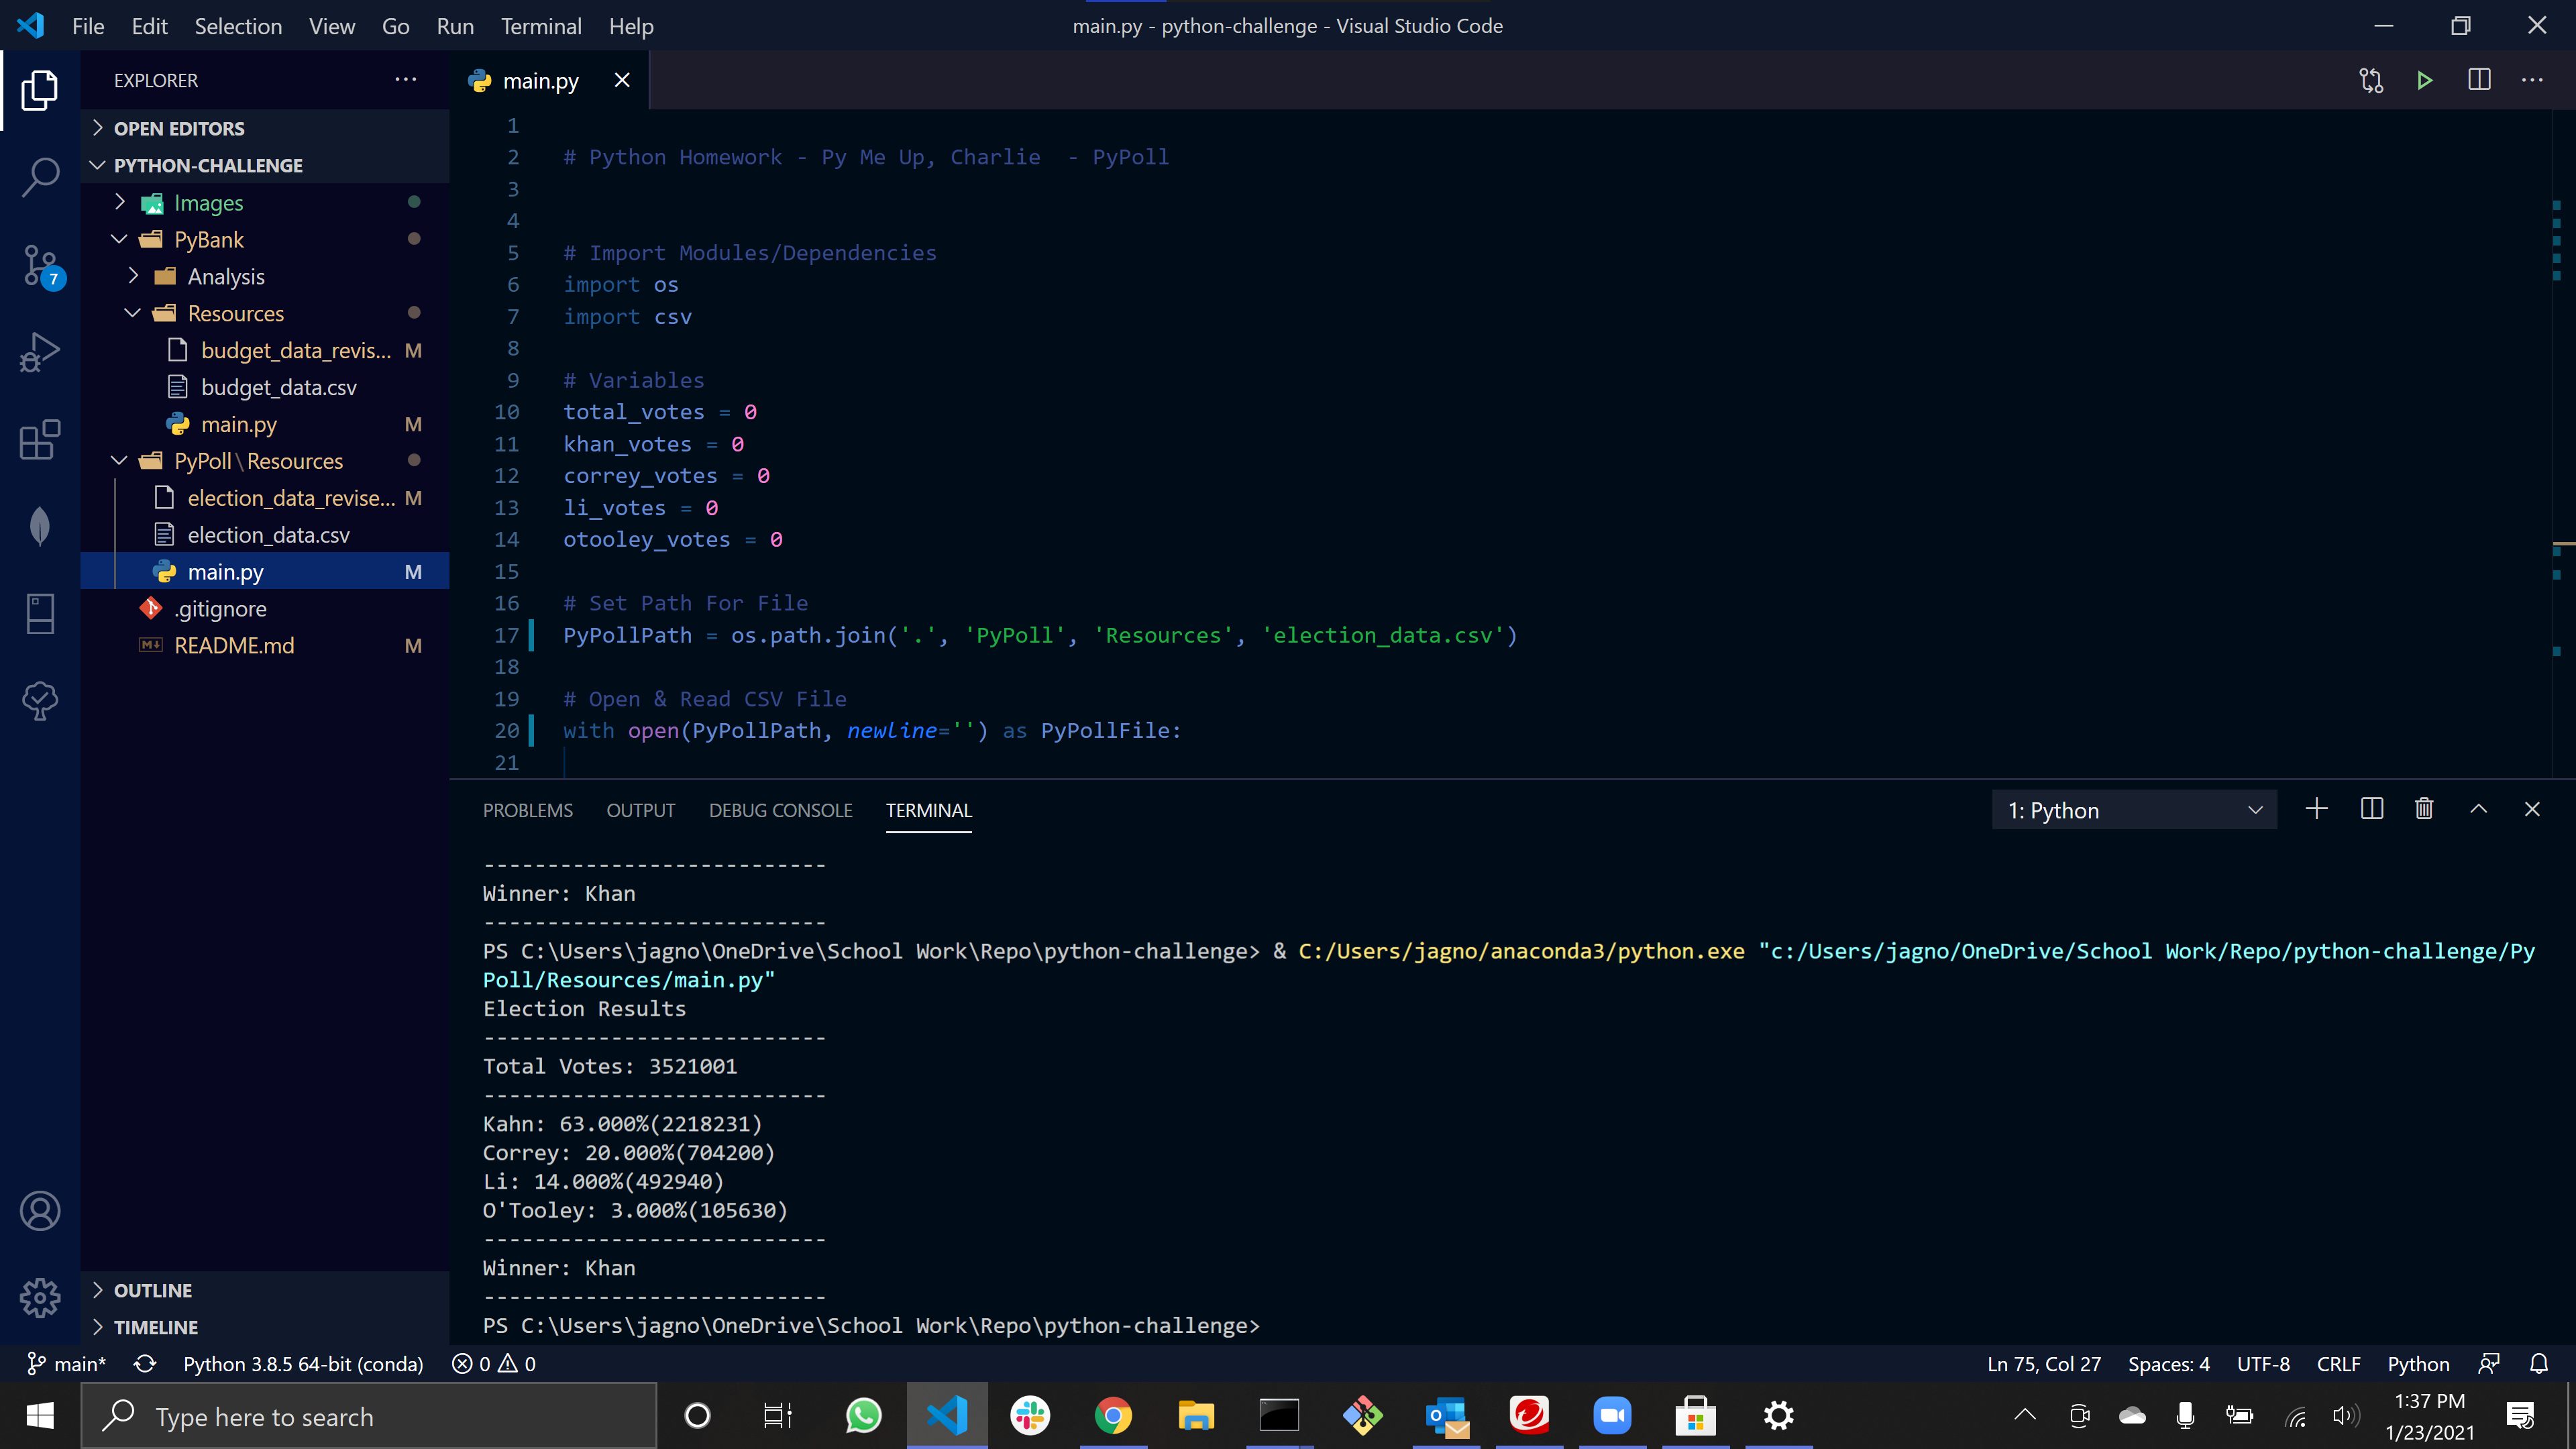 File Edit Selection View Go Run Terminal Help
main.py - python-challenge - Visual Studio Code
EXPLORER
OPEN EDITORS
PYTHON-CHALLENGE
Images
PyBank
Analysis
Resources
budget_data_revis... M
budget_data.csv
main.py M
PyPoll\Resources
election_data_revise... M
election_data.csv
main.py M
.gitignore
README.md M
OUTLINE
TIMELINE
7
main.py
1
2 # Python Homework - Py Me Up, Charlie  - PyPoll
3
4
5 # Import Modules/Dependencies
6 import os
7 import csv
8
9 # Variables
10 total_votes = 0
11 khan_votes = 0
12 correy_votes = 0
13 li_votes = 0
14 otooley_votes = 0
15
16 # Set Path For File
17 PyPollPath = os.path.join('.', 'PyPoll', 'Resources', 'election_data.csv')
18
19 # Open & Read CSV File
20 with open(PyPollPath, newline='') as PyPollFile:
21
PROBLEMS OUTPUT DEBUG CONSOLE TERMINAL
1: Python
---------------------------
Winner: Khan
---------------------------
PS C:\Users\jagno\OneDrive\School Work\Repo\python-challenge> & C:/Users/jagno/anaconda3/python.exe "c:/Users/jagno/OneDrive/School Work/Repo/python-challenge/Py
Poll/Resources/main.py"
Election Results
---------------------------
Total Votes: 3521001
---------------------------
Kahn: 63.000%(2218231)
Correy: 20.000%(704200)
Li: 14.000%(492940)
O'Tooley: 3.000%(105630)
---------------------------
Winner: Khan
---------------------------
PS C:\Users\jagno\OneDrive\School Work\Repo\python-challenge>
main* Python 3.8.5 64-bit (conda) 0 0
Ln 75, Col 27 Spaces: 4 UTF-8 CRLF Python
Type here to search
1:37 PM
1/23/2021